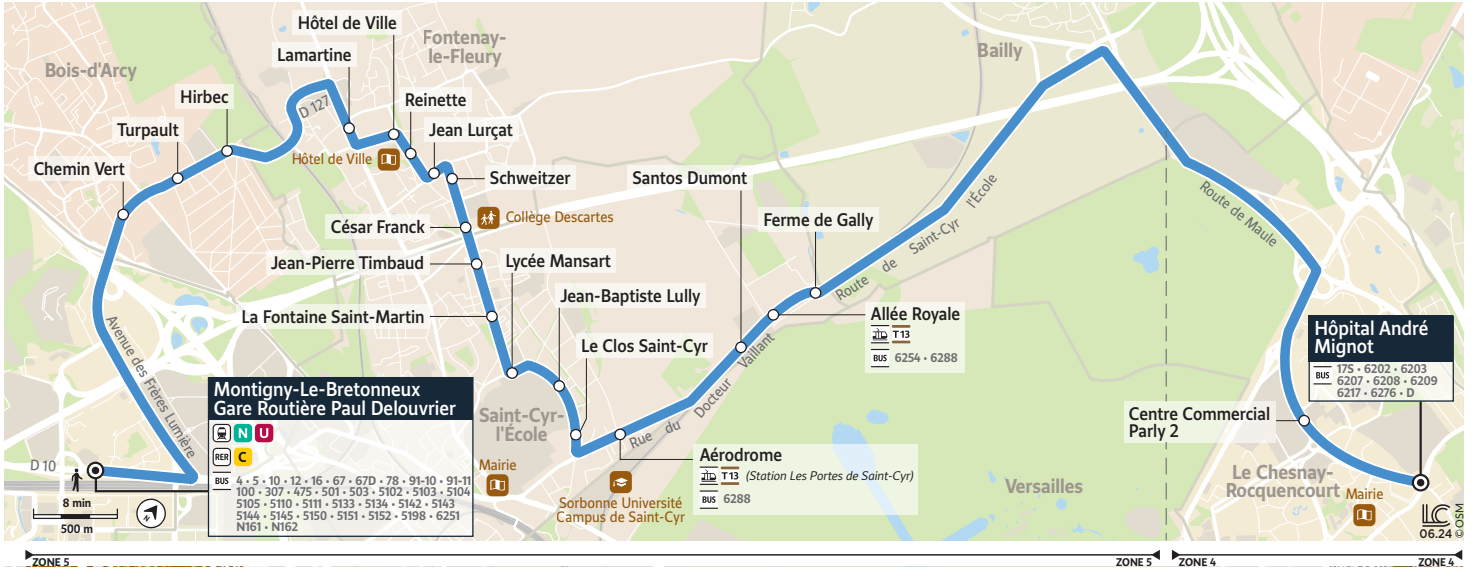 Hôtel de Ville
Fontenay-
le-Fleury
Lamartine
Bailly
Bois-d'Arcy
Hirbec
D 127
Reinette
Turpault
Jean Lurçat
Hôtel de Ville
Chemin Vert
Schweitzer
Santos Dumont
l'École
Route de Maule
Collège Descartes
César Franck
Ferme de Gally
Route de Saint-Cyr
Jean-Pierre Timbaud
Lycée Mansart
Jean-Baptiste Lully
La Fontaine Saint-Martin
Allée Royale
T13
BUS 6254 • 6288
Avenue des Frères Lumière
Le Clos Saint-Cyr
Hôpital André
Mignot
BUS 17S • 6202 • 6203
6207 • 6208 • 6209
6217 • 6276 • D
Rue du Docteur Vaillant
Montigny-Le-Bretonneux
Gare Routière Paul Delouvrier
N U
RER C
BUS 4 • 5 • 10 • 12 • 16 • 67 • 67D • 78 • 91-10 • 91-11
100 • 307 • 475 • 501 • 503 • 5102 • 5103 • 5104
5105 • 5110 • 5111 • 5133 • 5134 • 5142 • 5143
5144 • 5145 • 5150 • 5151 • 5152 • 5198 • 6251
N161 • N162
Saint-Cyr-
l'École
Centre Commercial
Parly 2
D 10
Mairie
Aérodrome
T13 (Station Les Portes de Saint-Cyr)
BUS 6288
Sorbonne Université
Campus de Saint-Cyr
Versailles
Le Chesnay-
Rocquencourt
Mairie
8 min
500 m
LC
06.24 © OSM
ZONE 5
ZONE 5
ZONE 4
ZONE 4